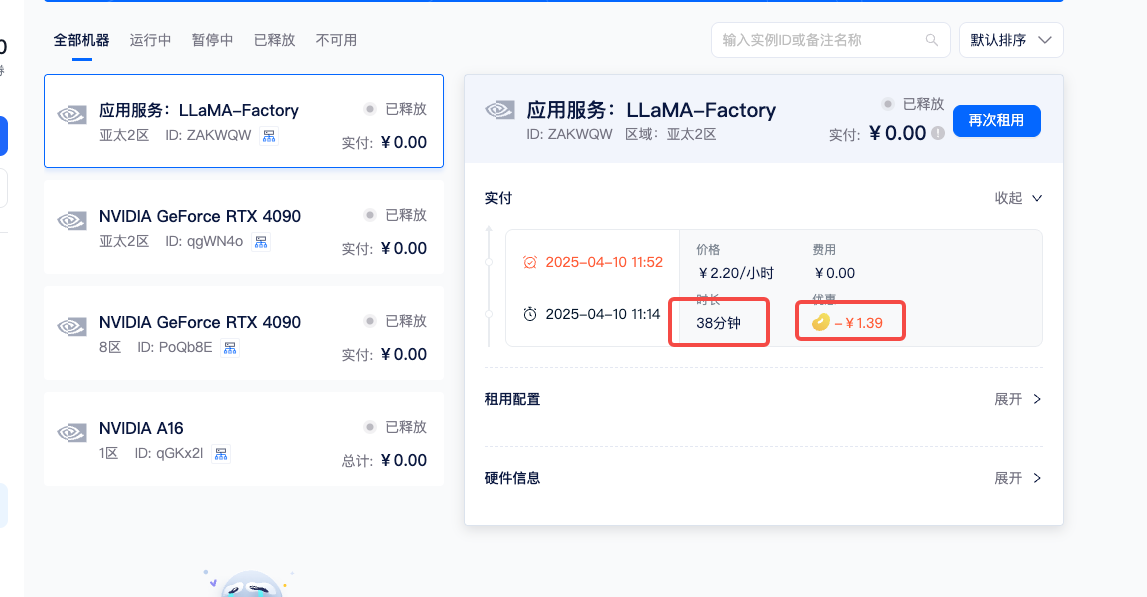 全部机器 运行中 暂停中 已释放 不可用
输入实例ID或备注名称
默认排序
应用服务：LLaMA-Factory
已释放
亚太2区 ID: ZAKWQW
实付: ¥0.00
NVIDIA GeForce RTX 4090
已释放
亚太2区 ID: qgWN4o
实付: ¥0.00
NVIDIA GeForce RTX 4090
已释放
8区 ID: PoQb8E
实付: ¥0.00
NVIDIA A16
已释放
1区 ID: qGKx2l
总计: ¥0.00
应用服务：LLaMA-Factory
ID: ZAKWQW 区域: 亚太2区
已释放
实付: ¥0.00
再次租用
实付
收起
2025-04-10 11:52
2025-04-10 11:14
价格
¥2.20/小时
费用
¥0.00
时长
38分钟
优惠
-¥1.39
租用配置
展开
硬件信息
展开